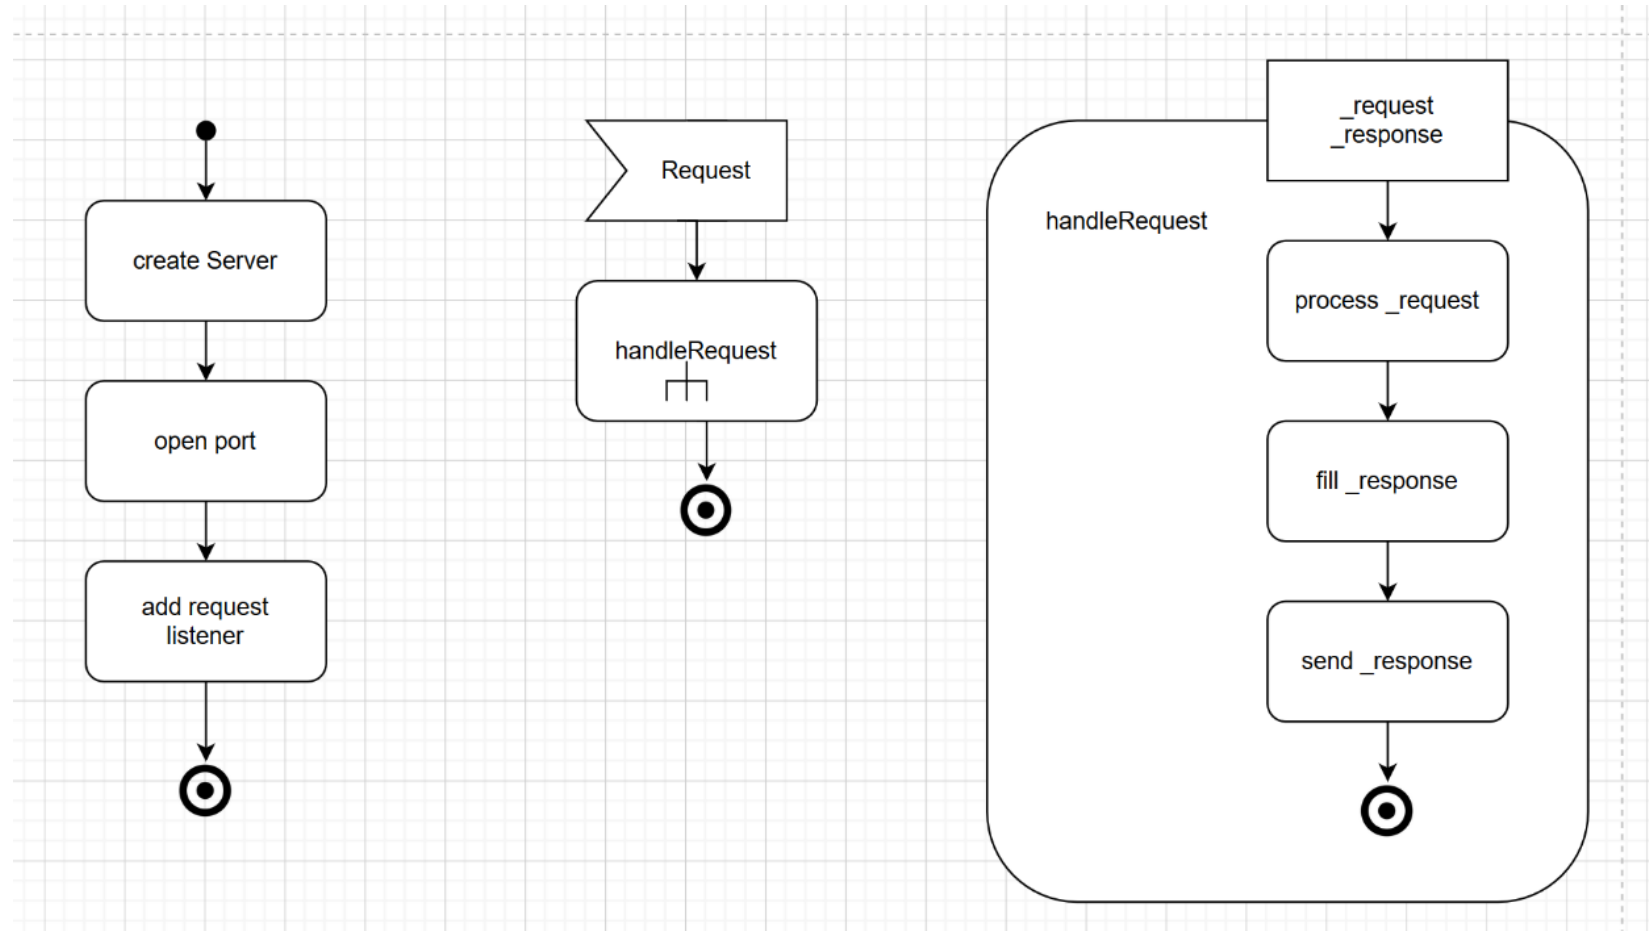 create Server
open port
add request
listener
Request
handleRequest
_request
_response
handleRequest
process _request
fill _response
send _response